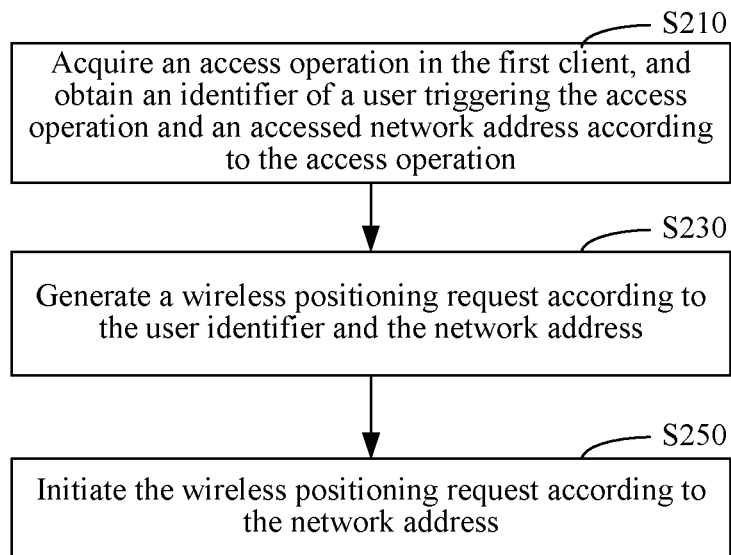 S210
Acquire an access operation in the first client, and
obtain an identifier of a user triggering the access
operation and an accessed network address according
to the access operation
S230
Generate a wireless positioning request according to
the user identifier and the network address
S250
Initiate the wireless positioning request according to
the network address